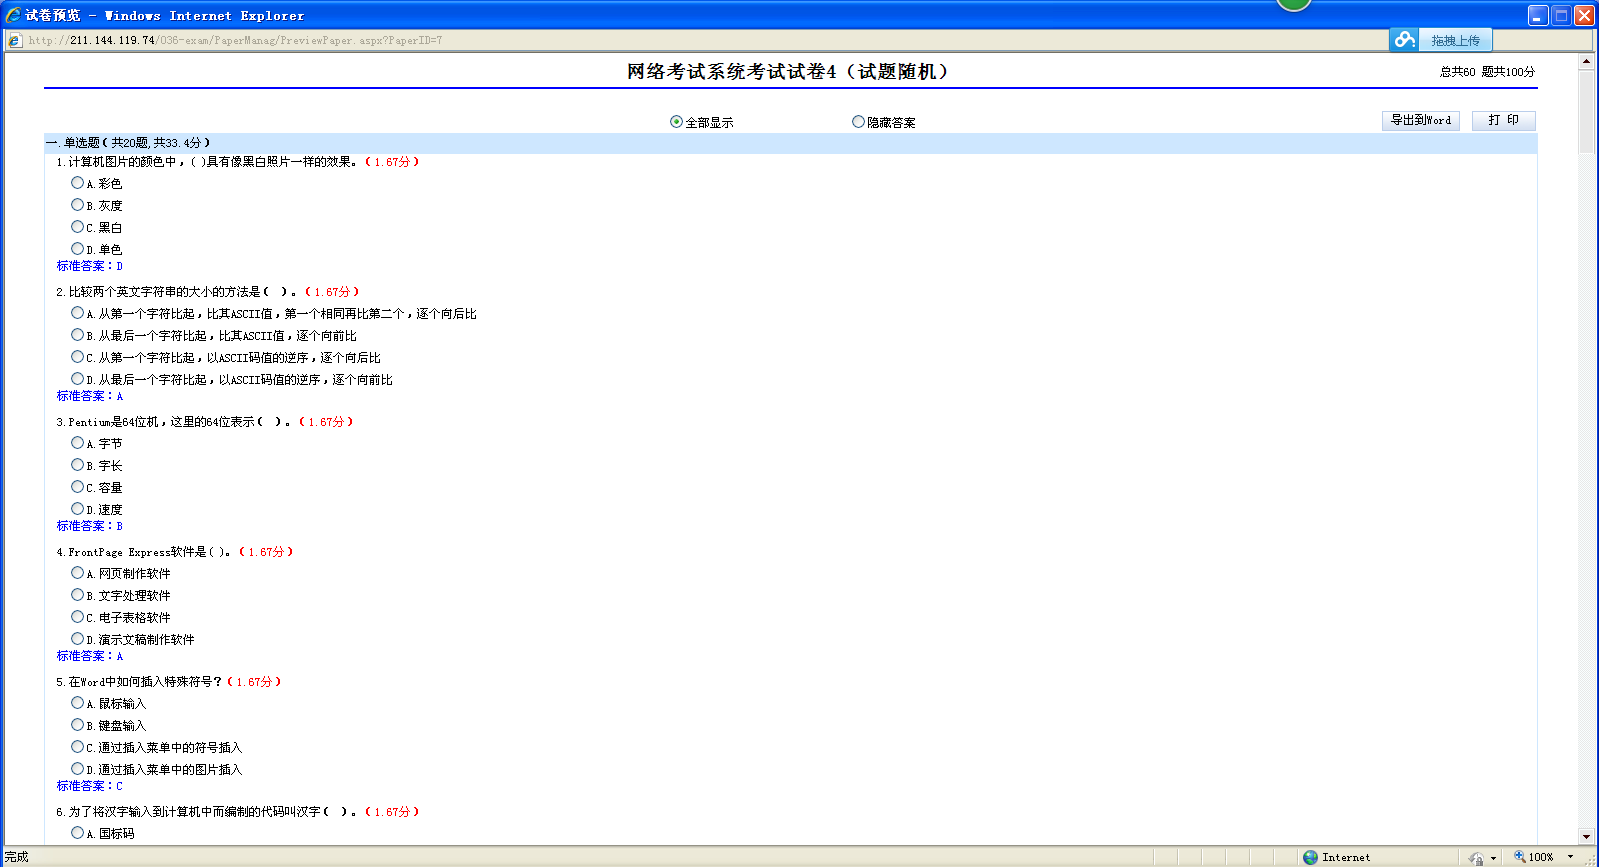 试卷预览 - Windows Internet Explorer
http://211.144.119.74/036-exam/PaperManag/PreviewPaper.aspx?PaperID=7
拖拽上传
网络考试系统考试试卷4（试题随机）
总共60 题共100分
全部显示
隐藏答案
导出到Word
打 印
一.单选题(共20题,共33.4分)
1.计算机图片的颜色中，( )具有像黑白照片一样的效果。(1.67分)
A.彩色
B.灰度
C.黑白
D.单色
标准答案：D
2.比较两个英文字符串的大小的方法是( )。(1.67分)
A.从第一个字符比起，比其ASCII值，第一个相同再比第二个，逐个向后比
B.从最后一个字符比起，比其ASCII值，逐个向前比
C.从第一个字符比起，以ASCII码值的逆序，逐个向后比
D.从最后一个字符比起，以ASCII码值的逆序，逐个向前比
标准答案：A
3.Pentium是64位机，这里的64位表示( )。(1.67分)
A.字节
B.字长
C.容量
D.速度
标准答案：B
4.FrontPage Express软件是( )。(1.67分)
A.网页制作软件
B.文字处理软件
C.电子表格软件
D.演示文稿制作软件
标准答案：A
5.在Word中如何插入特殊符号？(1.67分)
A.鼠标输入
B.键盘输入
C.通过插入菜单中的符号插入
D.通过插入菜单中的图片插入
标准答案：C
6.为了将汉字输入到计算机中而编制的代码叫汉字( )。(1.67分)
A.国标码
完成
Internet
100%